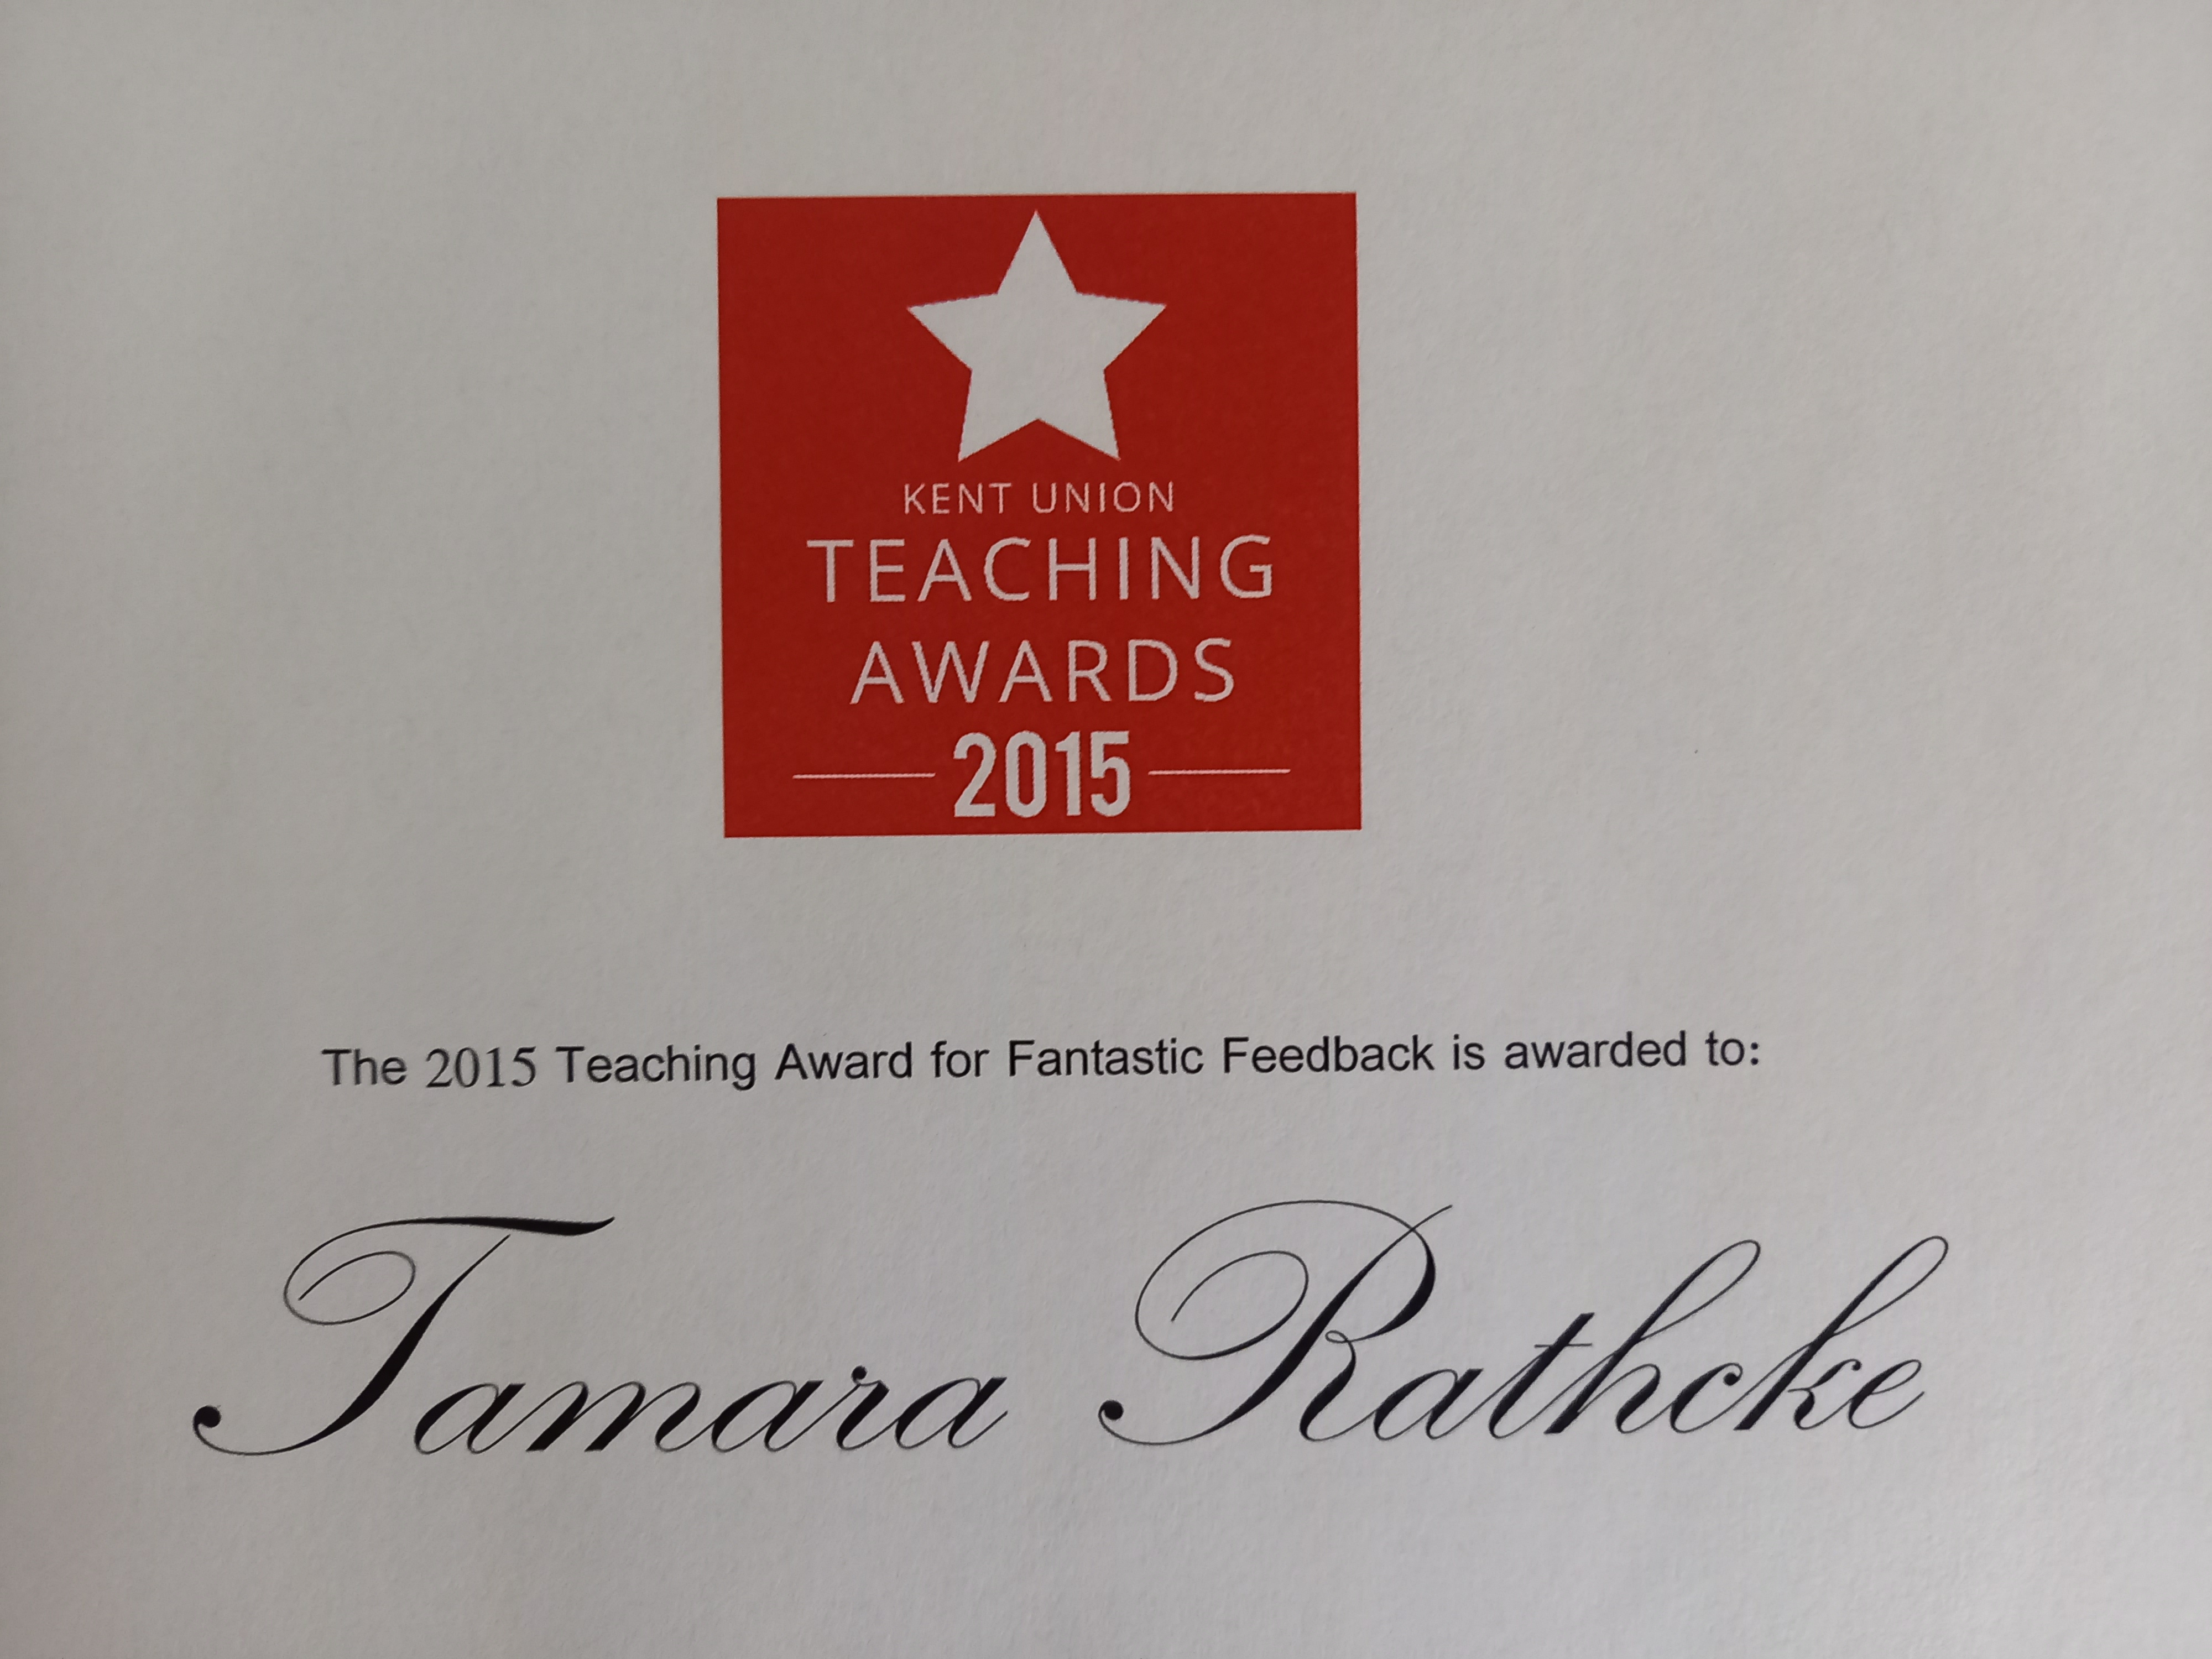 KENT UNION
TEACHING
AWARDS
2015
The 2015 Teaching Award for Fantastic Feedback is awarded to:
Tamara Rathcke